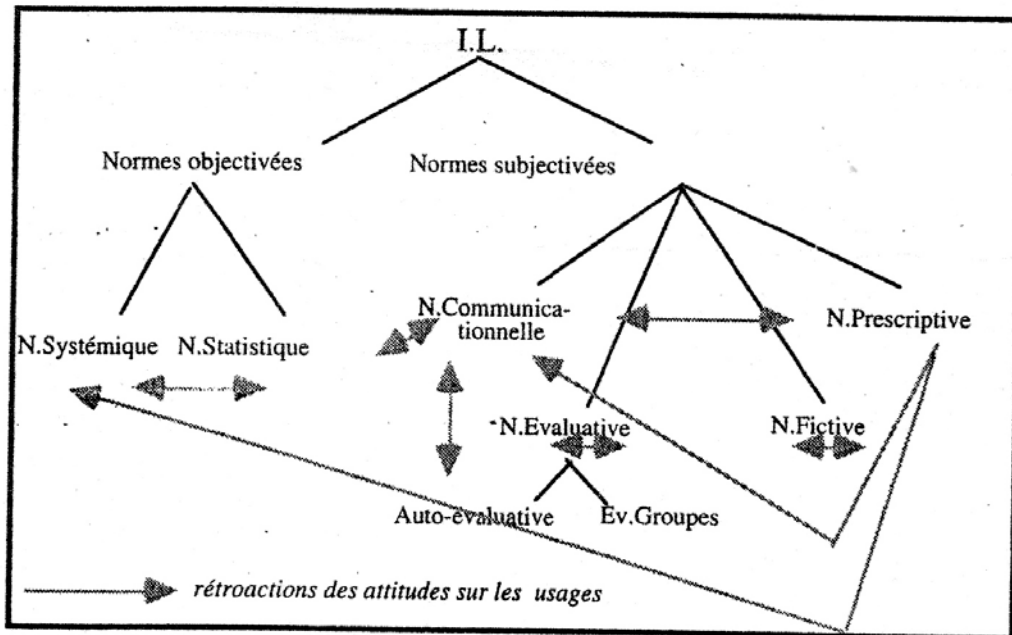 I.L.
Normes objectivées
Normes subjectivées
N.Communica-
tionnelle
N.Prescriptive
N.Systémique
N.Statistique
N.Evaluative
N.Fictive
Auto-évaluative
Ev.Groupes
rétroactions des attitudes sur les usages